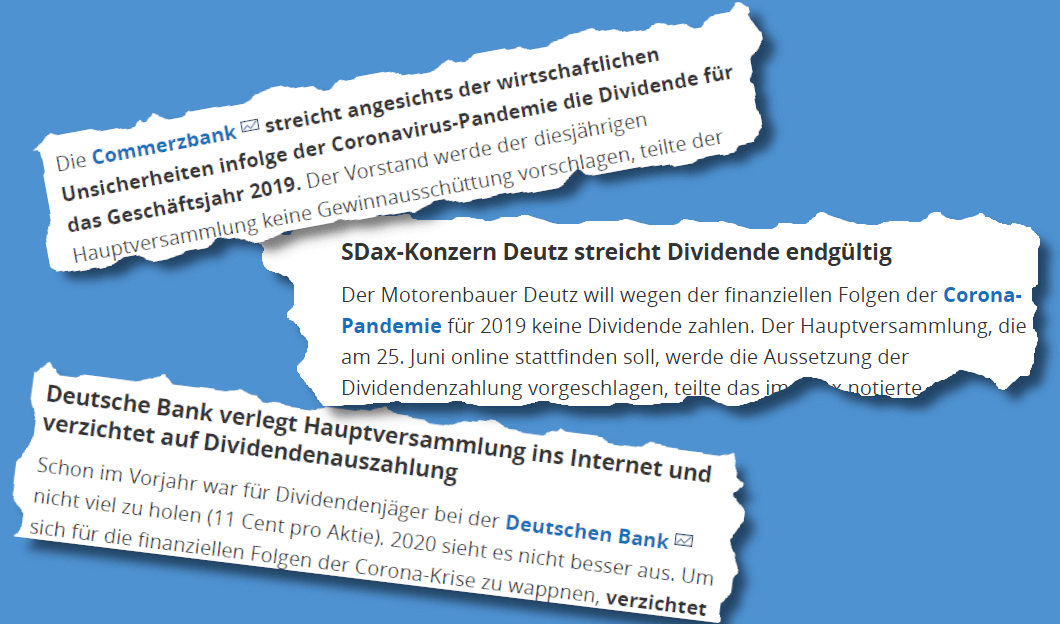 Die Commerzbank streicht angesichts der wirtschaftlichen
Unsicherheiten infolge der Coronavirus-Pandemie die Dividende für
das Geschäftsjahr 2019. Der Vorstand werde der diesjährigen
Hauptversammlung keine Gewinnausschüttung vorschlagen, teilte der
SDax-Konzern Deutz streicht Dividende endgültig
Der Motorenbauer Deutz will wegen der finanziellen Folgen der Corona-
Pandemie für 2019 keine Dividende zahlen. Der Hauptversammlung, die
am 25. Juni online stattfinden soll, werde die Aussetzung der
Dividendenzahlung vorgeschlagen, teilte das im notierte
Deutsche Bank verlegt Hauptversammlung ins Internet und
verzichtet auf Dividendenauszahlung
Schon im Vorjahr war für Dividendenjäger bei der Deutschen Bank
nicht viel zu holen (11 Cent pro Aktie). 2020 sieht es nicht besser aus. Um
sich für die finanziellen Folgen der Corona-Krise zu wappnen, verzichtet